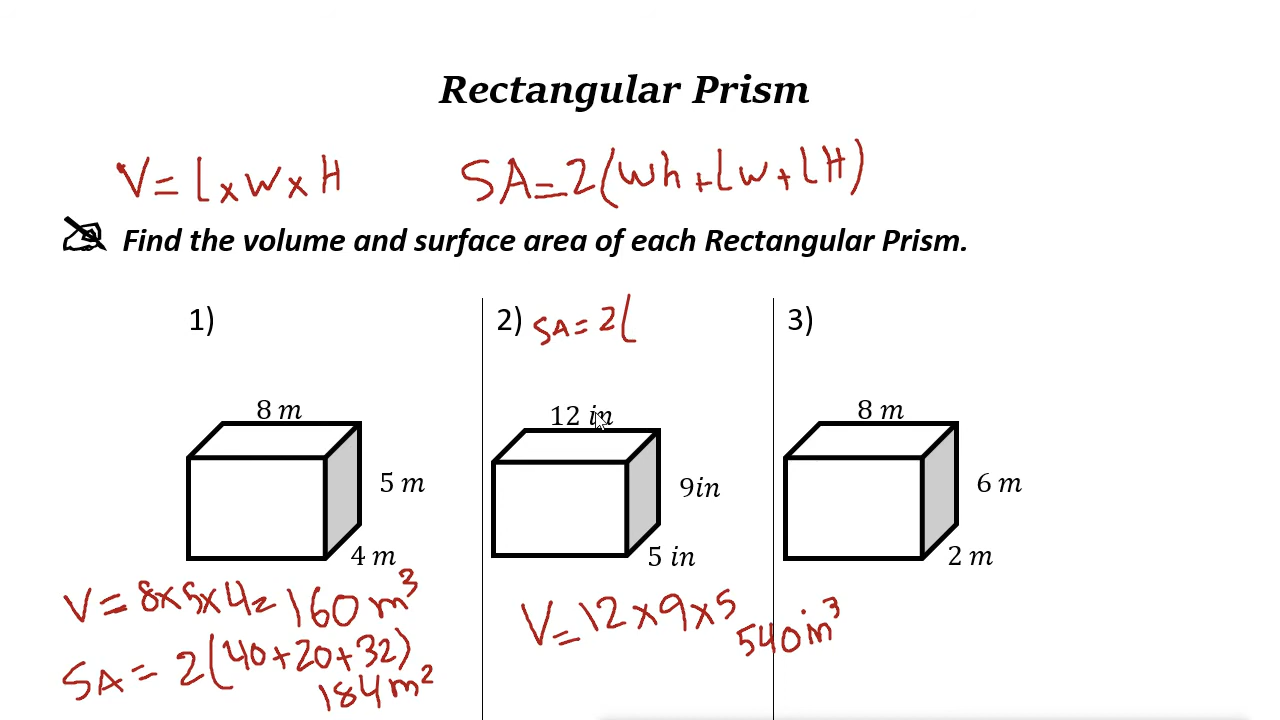 Rectangular Prism
V = L x W x H SA = 2(Wh + LW + LH)
Find the volume and surface area of each Rectangular Prism.
1) 2) SA = 2( 3)
8 m 12 in 8 m
5 m 9in 6 m
4 m 5 in 2 m
V = 8x5x4= 160 m³ V = 12x9x5 540 in³
SA = 2(40+20+32)
184 m²